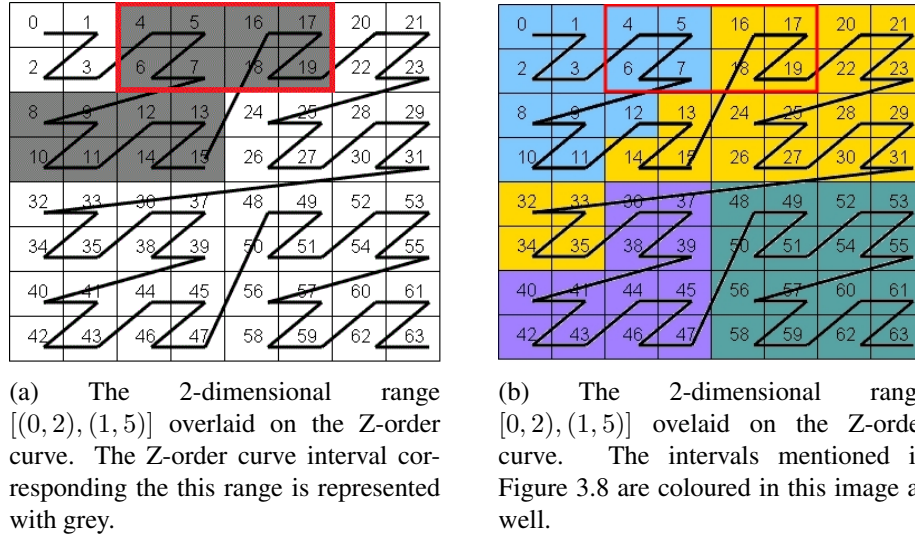 0 1 4 5 16 17 20 21
2 3 6 7 18 19 22 23
8 9 12 13 24 25 28 29
10 11 14 15 26 27 30 31
32 33 36 37 48 49 52 53
34 35 38 39 50 51 54 55
40 41 44 45 56 57 60 61
42 43 46 47 58 59 62 63
(a) The 2-dimensional range
[(0, 2), (1, 5)] overlaid on the Z-order
curve. The Z-order curve interval cor-
responding the this range is represented
with grey.
0 1 4 5 16 17 20 21
2 3 6 7 18 19 22 23
8 9 12 13 24 25 28 29
10 11 14 15 26 27 30 31
32 33 36 37 48 49 52 53
34 35 38 39 50 51 54 55
40 41 44 45 56 57 60 61
42 43 46 47 58 59 62 63
(b) The 2-dimensional rang
[0, 2), (1, 5)] ovelaid on the Z-orde
curve. The intervals mentioned i
Figure 3.8 are coloured in this image a
well.